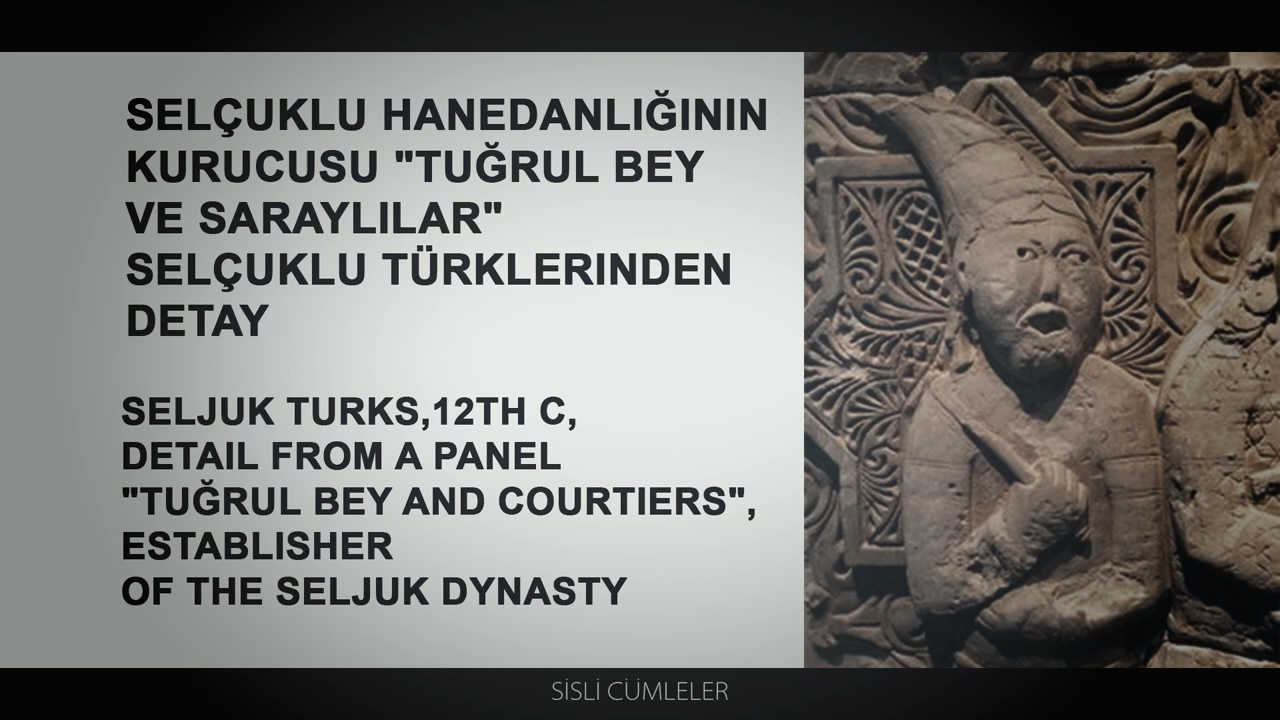 SELÇUKLU HANEDANLIĞININ
KURUCUSU "TUĞRUL BEY
VE SARAYLILAR"
SELÇUKLU TÜRKLERINDEN
DETAY
SELJUK TURKS,12TH C,
DETAIL FROM A PANEL
"TUĞRUL BEY AND COURTIERS",
ESTABLISHER
OF THE SELJUK DYNASTY
SİSLİ CÜMLELER